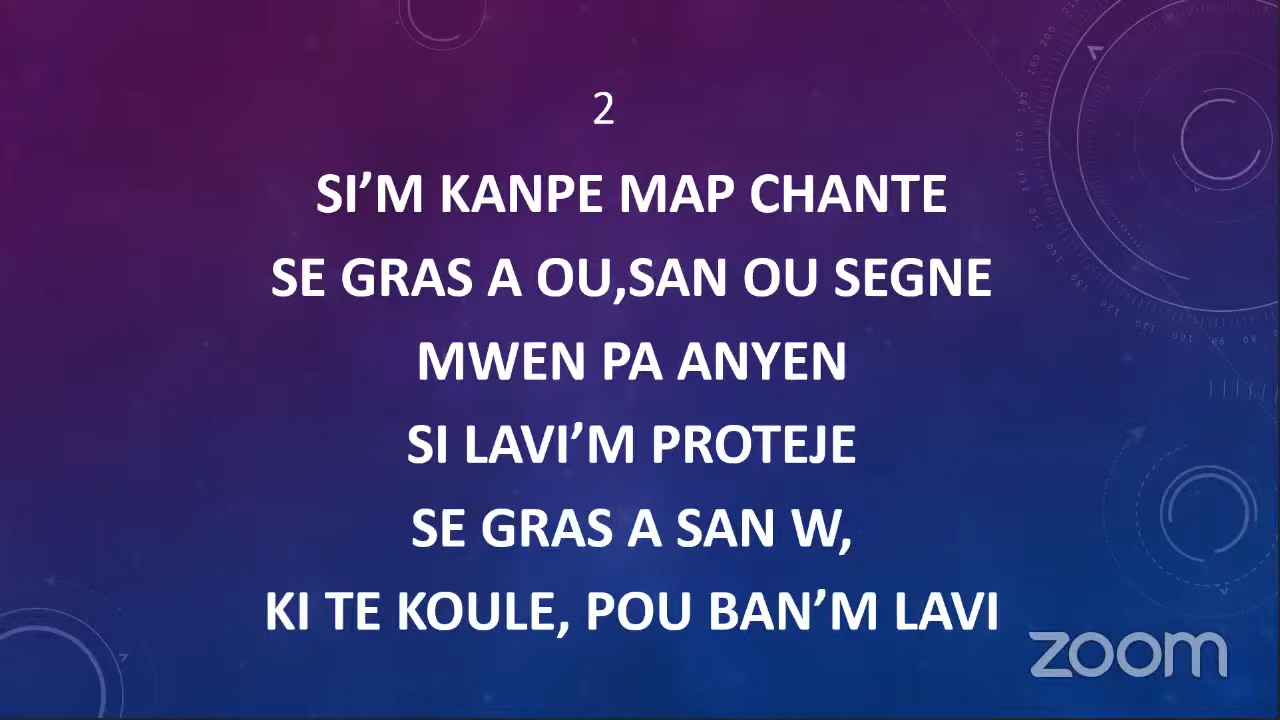 2
SI’M KANPE MAP CHANTE
SE GRAS A OU,SAN OU SEGNE
MWEN PA ANYEN
SI LAVI’M PROTEJE
SE GRAS A SAN W,
KI TE KOULE, POU BAN’M LAVI
zoom